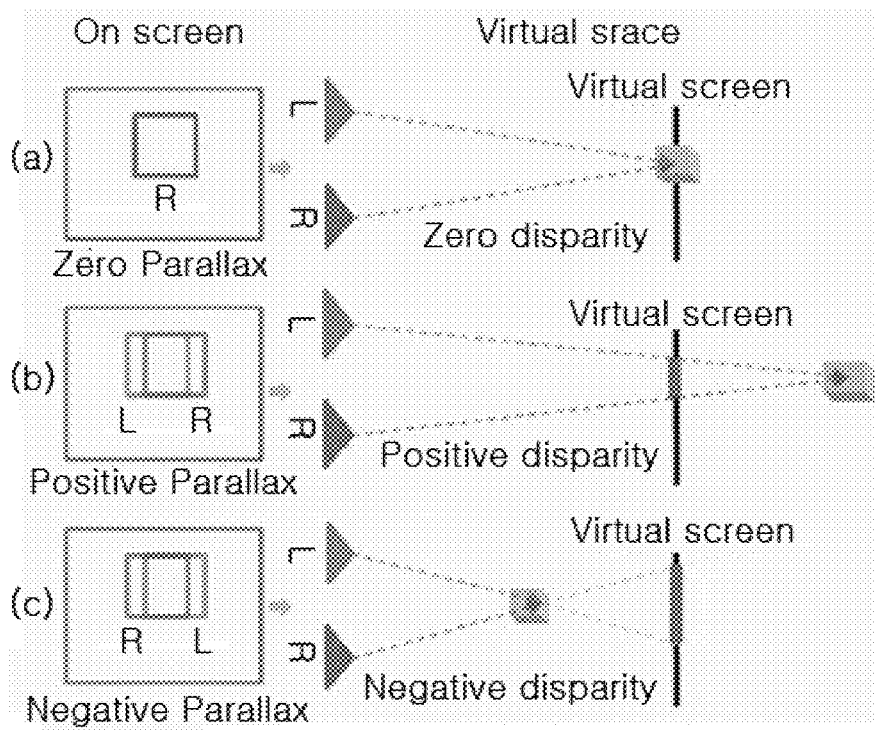 On screen
Virtual srace
Virtual screen
L
(a)
R
R
Zero disparity
Zero Parallax
Virtual screen
L
(b)
L R
R
Positive disparity
Positive Parallax
Virtual screen
L
(c)
R L
R
Negative disparity
Negative Parallax